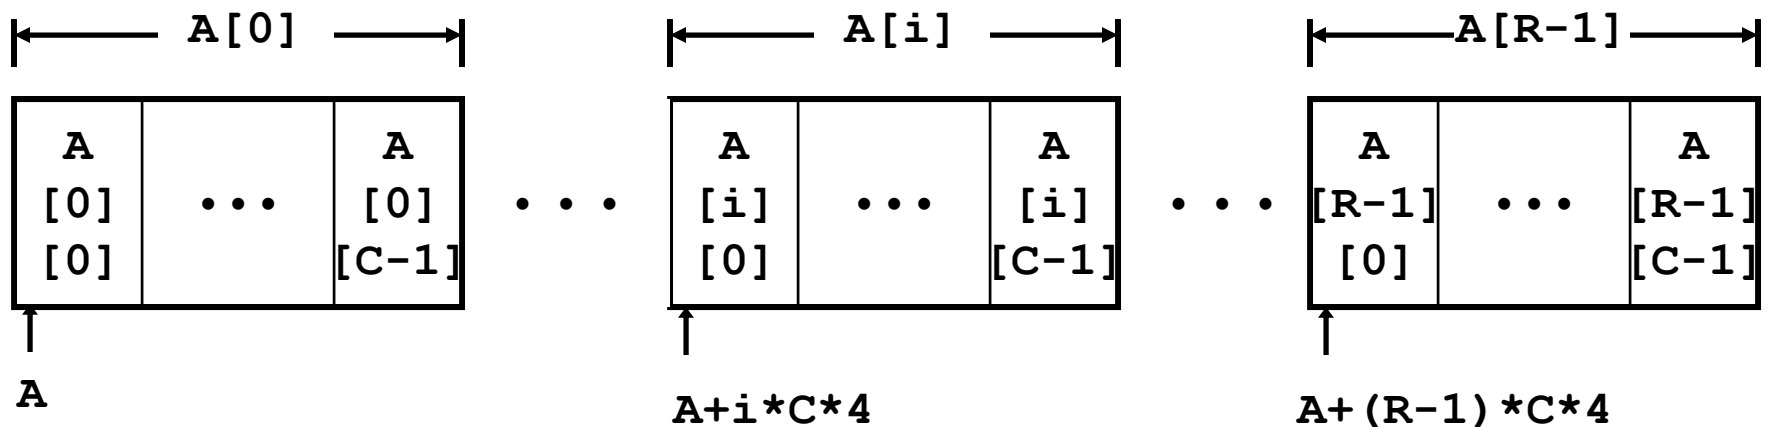 A[0] A[i] A[R-1]
A A A A A A
[0] ••• [0] • • • [i] ••• [i] • • • [R-1] ••• [R-1]
[0] [C-1] [0] [C-1] [0] [C-1]
A A+i*C*4 A+(R-1)*C*4